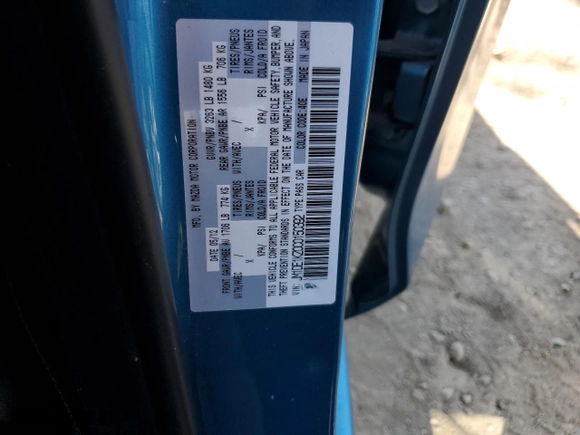 MFG. BY MAZDA MOTOR CORPORATION
05/12 GVWR/PNBV 3263 LB 1480 KG
FRONT GAWR/PNBE AV 1706 LB 774 KG REAR GAWR/PNBE AR 1556 LB 706 KG
WITH/AVEC / TIRES/PNEUS WITH/AVEC / TIRES/PNEUS
X RIMS/JANTES X RIMS/JANTES
KPA/ PSI COLD/A FROID KPA/ PSI COLD/A FROID
THIS VEHICLE CONFORMS TO ALL APPLICABLE FEDERAL MOTOR VEHICLE SAFETY, BUMPER, AND
THEFT PREVENTION STANDARDS IN EFFECT ON THE DATE OF MANUFACTURE SHOWN ABOVE.
VIN: TYPE: PASS CAR COLOR CODE: MADE IN JAPAN